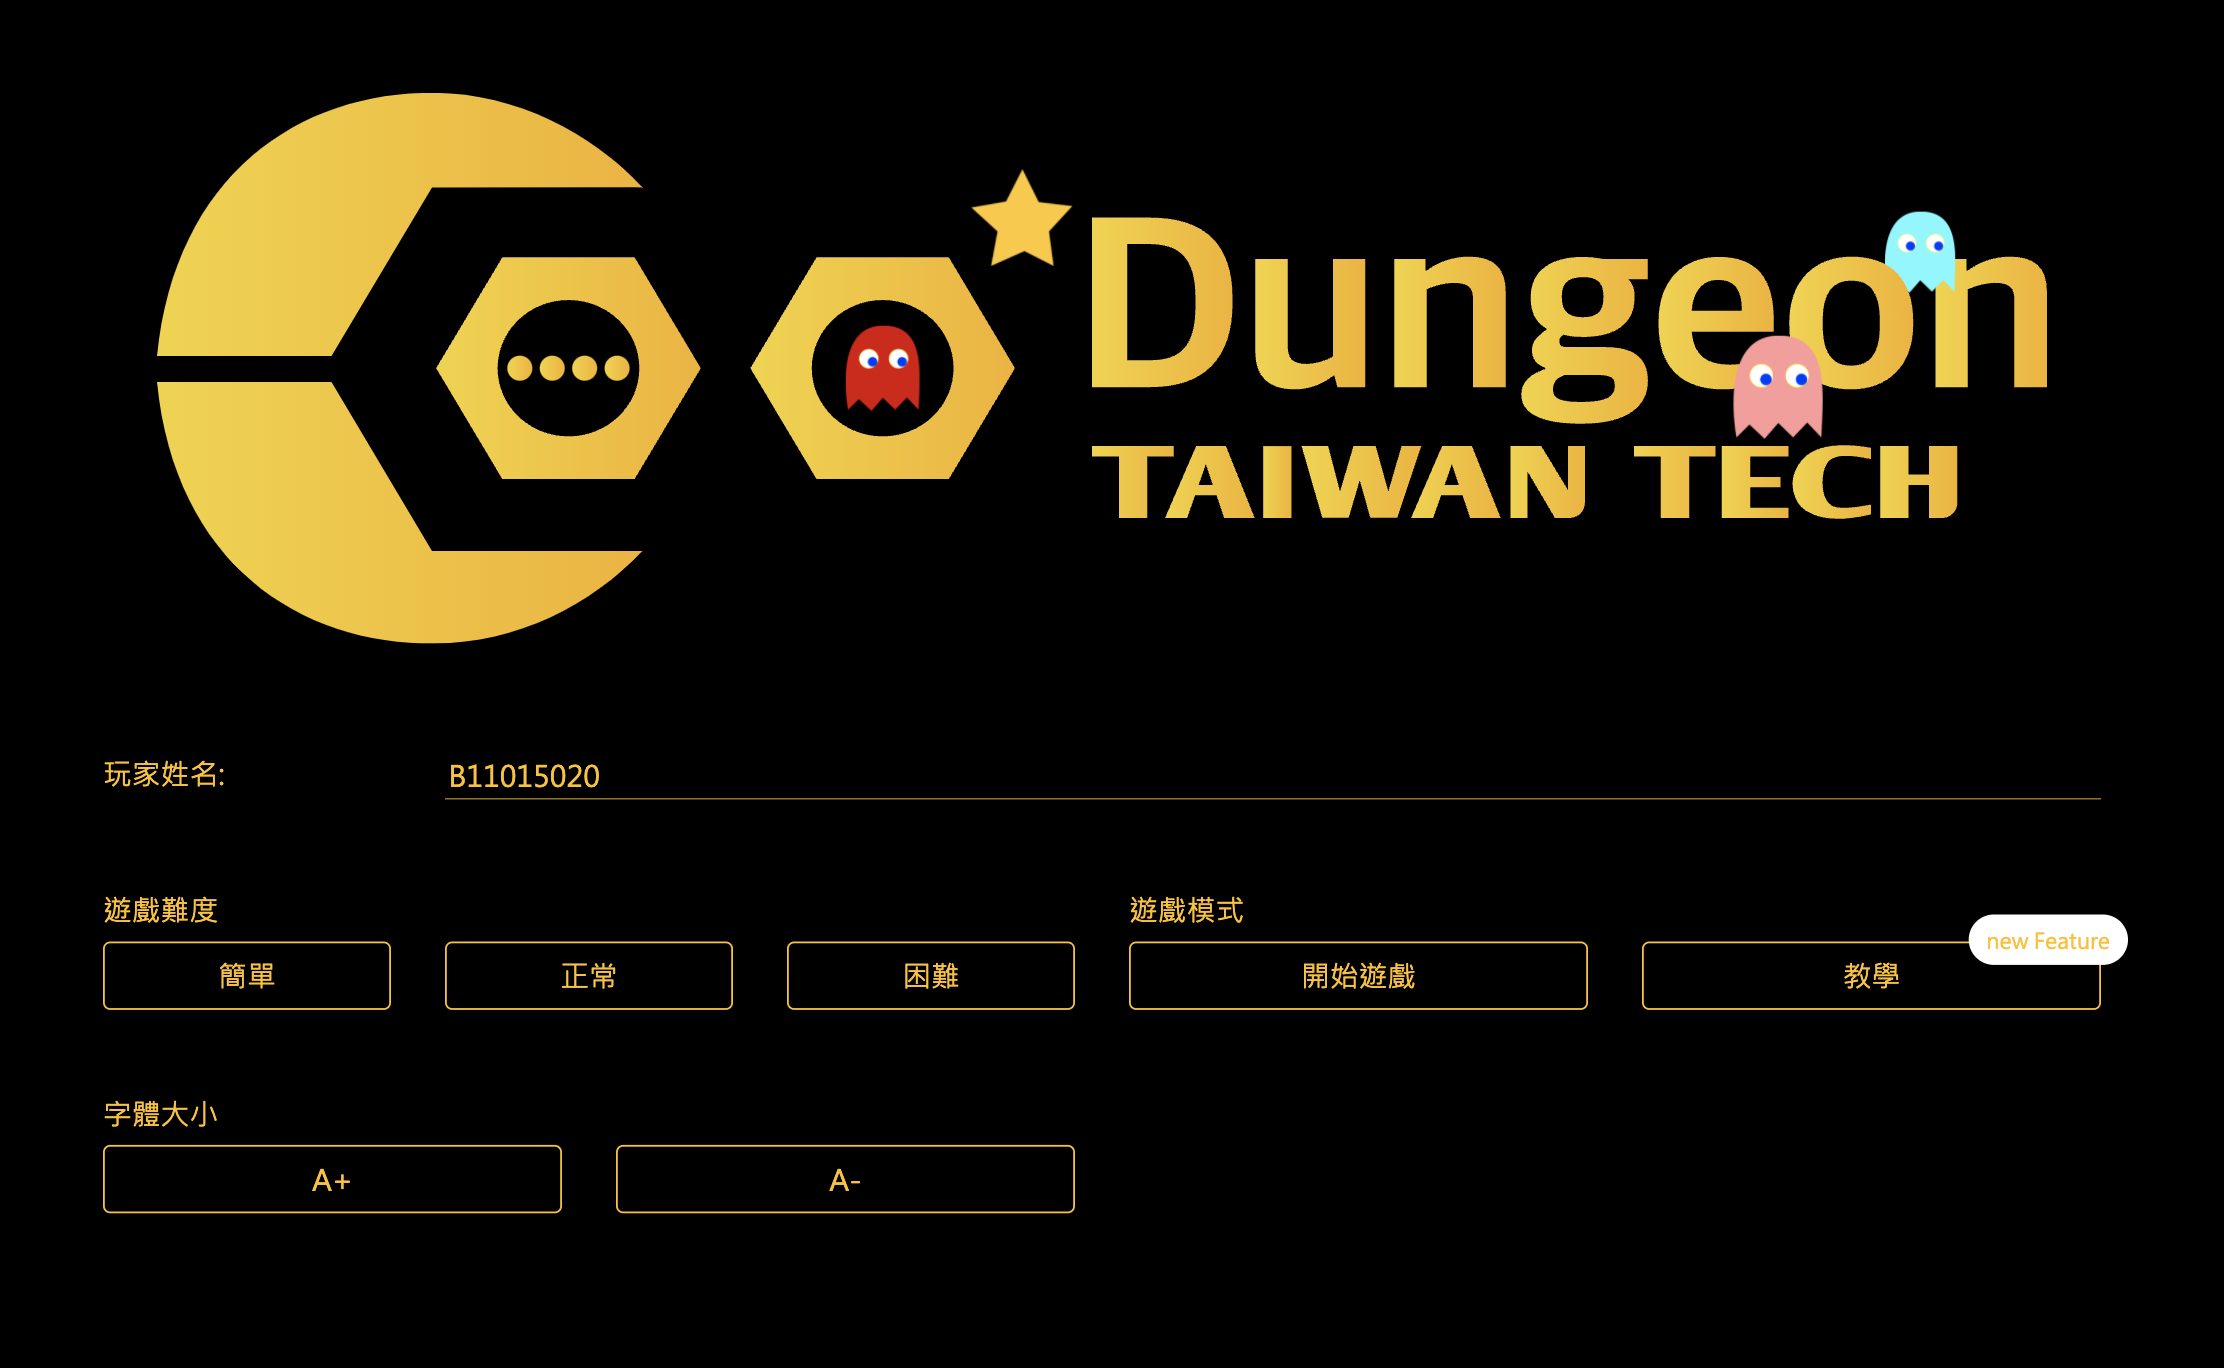 Dungeon
TAIWAN TECH
玩家姓名:
B11015020
遊戲難度
遊戲模式
new Feature
簡單
正常
困難
開始遊戲
教學
字體大小
A+
A-